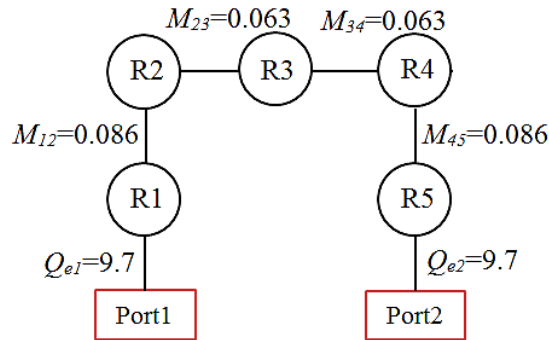 M23=0.063 M34=0.063
R2 R3 R4
M12=0.086 M45=0.086
R1 R5
Qe1=9.7 Qe2=9.7
Port1 Port2